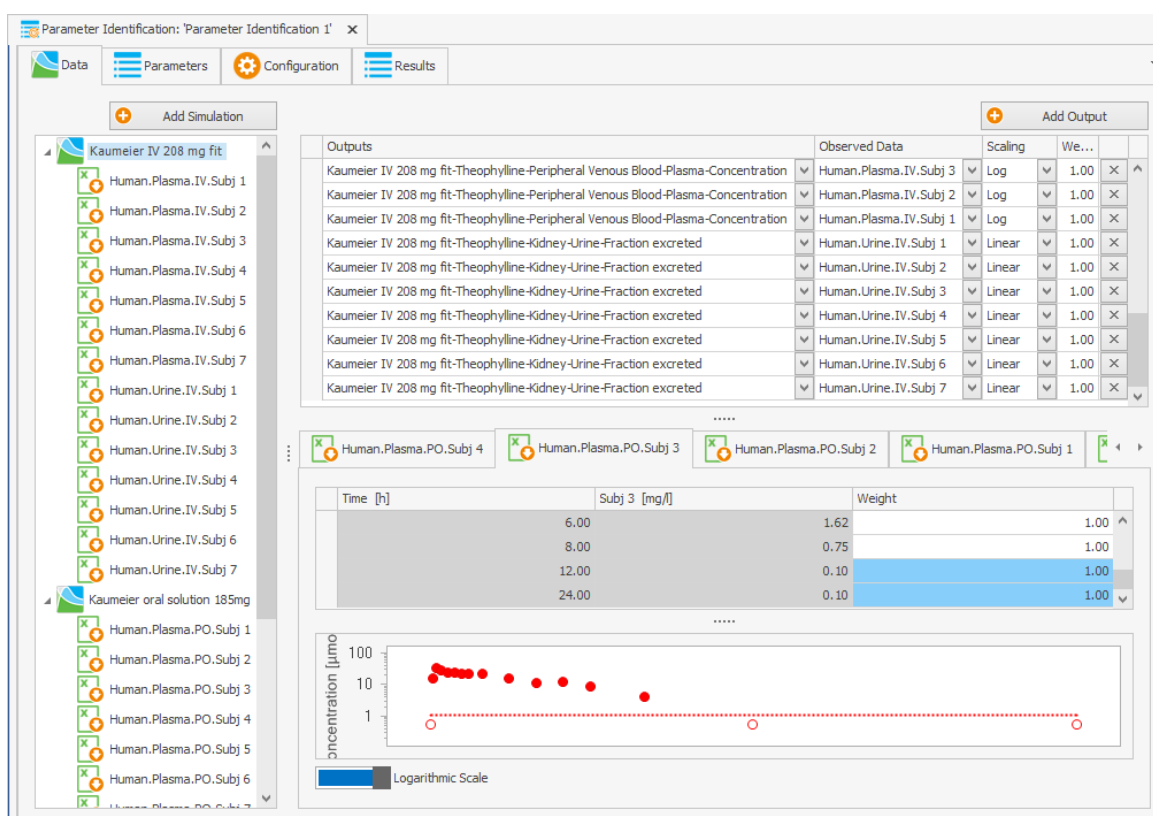 Parameter Identification: 'Parameter Identification 1'
Data Parameters Configuration Results
Add Simulation
Kaumeier IV 208 mg fit
Human.Plasma.IV.Subj 1
Human.Plasma.IV.Subj 2
Human.Plasma.IV.Subj 3
Human.Plasma.IV.Subj 4
Human.Plasma.IV.Subj 5
Human.Plasma.IV.Subj 6
Human.Plasma.IV.Subj 7
Human.Urine.IV.Subj 1
Human.Urine.IV.Subj 2
Human.Urine.IV.Subj 3
Human.Urine.IV.Subj 4
Human.Urine.IV.Subj 5
Human.Urine.IV.Subj 6
Human.Urine.IV.Subj 7
Kaumeier oral solution 185mg
Human.Plasma.PO.Subj 1
Human.Plasma.PO.Subj 2
Human.Plasma.PO.Subj 3
Human.Plasma.PO.Subj 4
Human.Plasma.PO.Subj 5
Human.Plasma.PO.Subj 6
Human.Plasma.PO.Subj 7
Add Output
Outputs Observed Data Scaling We...
Kaumeier IV 208 mg fit-Theophylline-Peripheral Venous Blood-Plasma-Concentration Human.Plasma.IV.Subj 3 Log 1.00
Kaumeier IV 208 mg fit-Theophylline-Peripheral Venous Blood-Plasma-Concentration Human.Plasma.IV.Subj 2 Log 1.00
Kaumeier IV 208 mg fit-Theophylline-Peripheral Venous Blood-Plasma-Concentration Human.Plasma.IV.Subj 1 Log 1.00
Kaumeier IV 208 mg fit-Theophylline-Kidney-Urine-Fraction excreted Human.Urine.IV.Subj 1 Linear 1.00
Kaumeier IV 208 mg fit-Theophylline-Kidney-Urine-Fraction excreted Human.Urine.IV.Subj 2 Linear 1.00
Kaumeier IV 208 mg fit-Theophylline-Kidney-Urine-Fraction excreted Human.Urine.IV.Subj 3 Linear 1.00
Kaumeier IV 208 mg fit-Theophylline-Kidney-Urine-Fraction excreted Human.Urine.IV.Subj 4 Linear 1.00
Kaumeier IV 208 mg fit-Theophylline-Kidney-Urine-Fraction excreted Human.Urine.IV.Subj 5 Linear 1.00
Kaumeier IV 208 mg fit-Theophylline-Kidney-Urine-Fraction excreted Human.Urine.IV.Subj 6 Linear 1.00
Kaumeier IV 208 mg fit-Theophylline-Kidney-Urine-Fraction excreted Human.Urine.IV.Subj 7 Linear 1.00
Human.Plasma.PO.Subj 4 Human.Plasma.PO.Subj 3 Human.Plasma.PO.Subj 2 Human.Plasma.PO.Subj 1
Time [h] Subj 3 [mg/l] Weight
6.00 1.62 1.00
8.00 0.75 1.00
12.00 0.10 1.00
24.00 0.10 1.00
oncentration [µmo
100
10
1
Logarithmic Scale